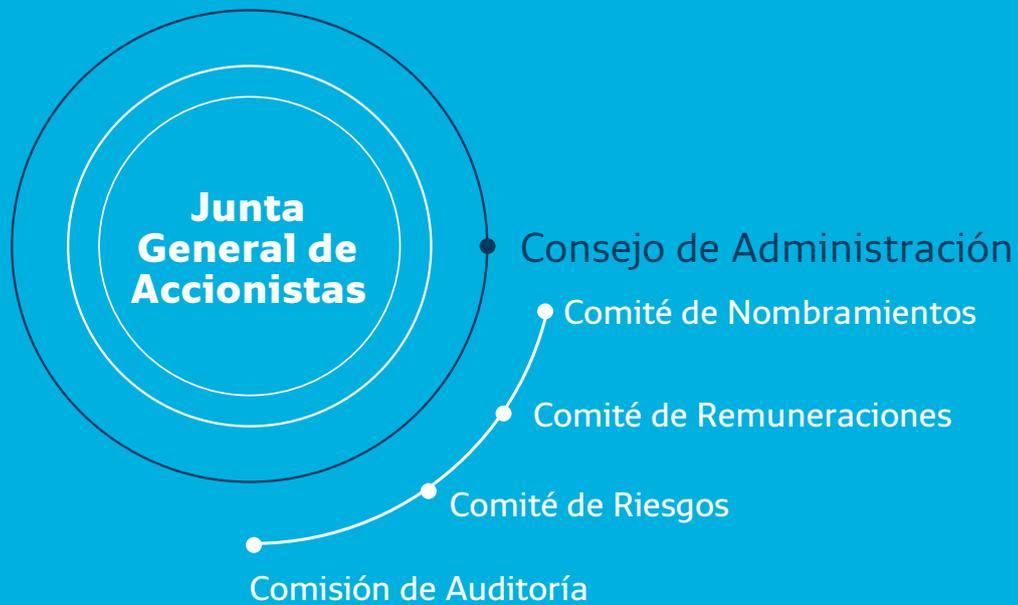 Junta
General de
Accionistas
Consejo de Administración
Comité de Nombramientos
Comité de Remuneraciones
Comité de Riesgos
Comisión de Auditoría